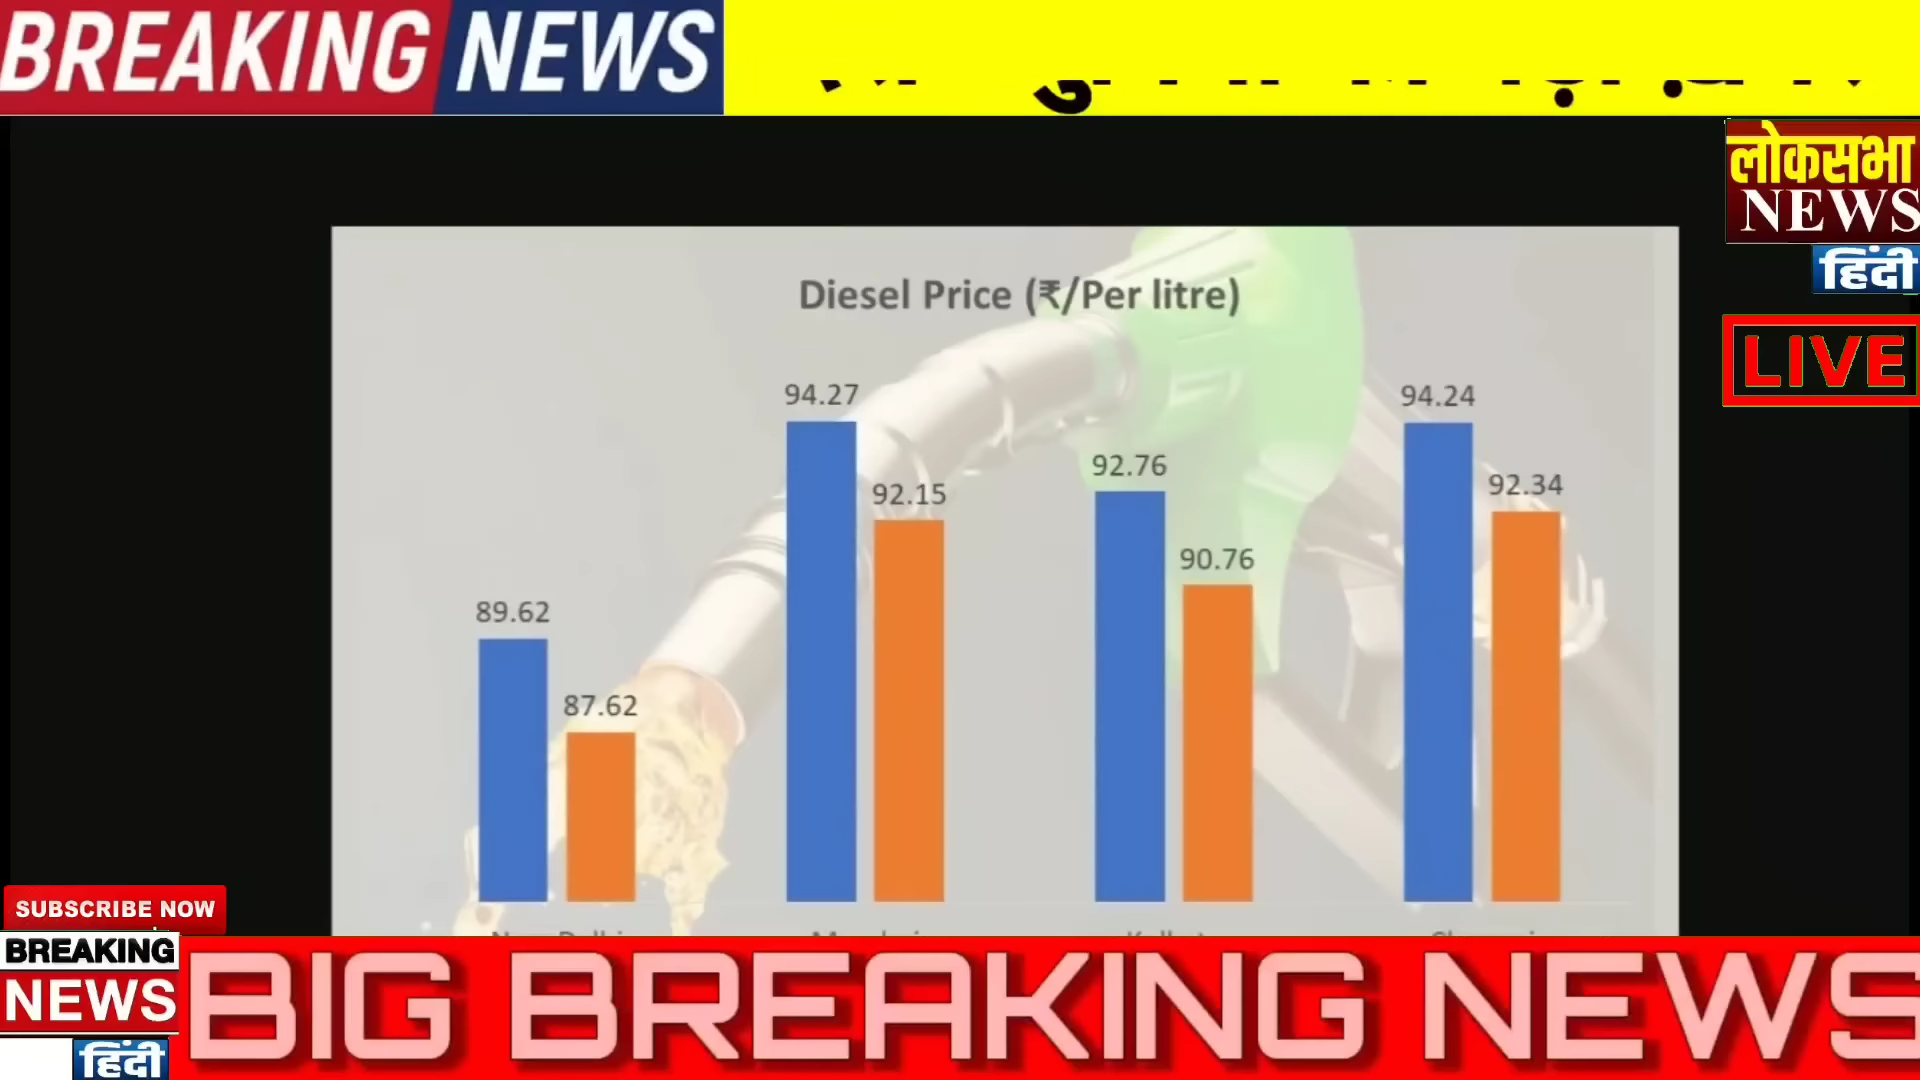 BREAKING NEWS
लोकसभा
NEWS
हिंदी
LIVE
Diesel Price (₹/Per litre)
94.27
94.24
92.76
92.34
92.15
90.76
89.62
87.62
SUBSCRIBE NOW
BREAKING
NEWS
हिंदी
BIG BREAKING NEWS